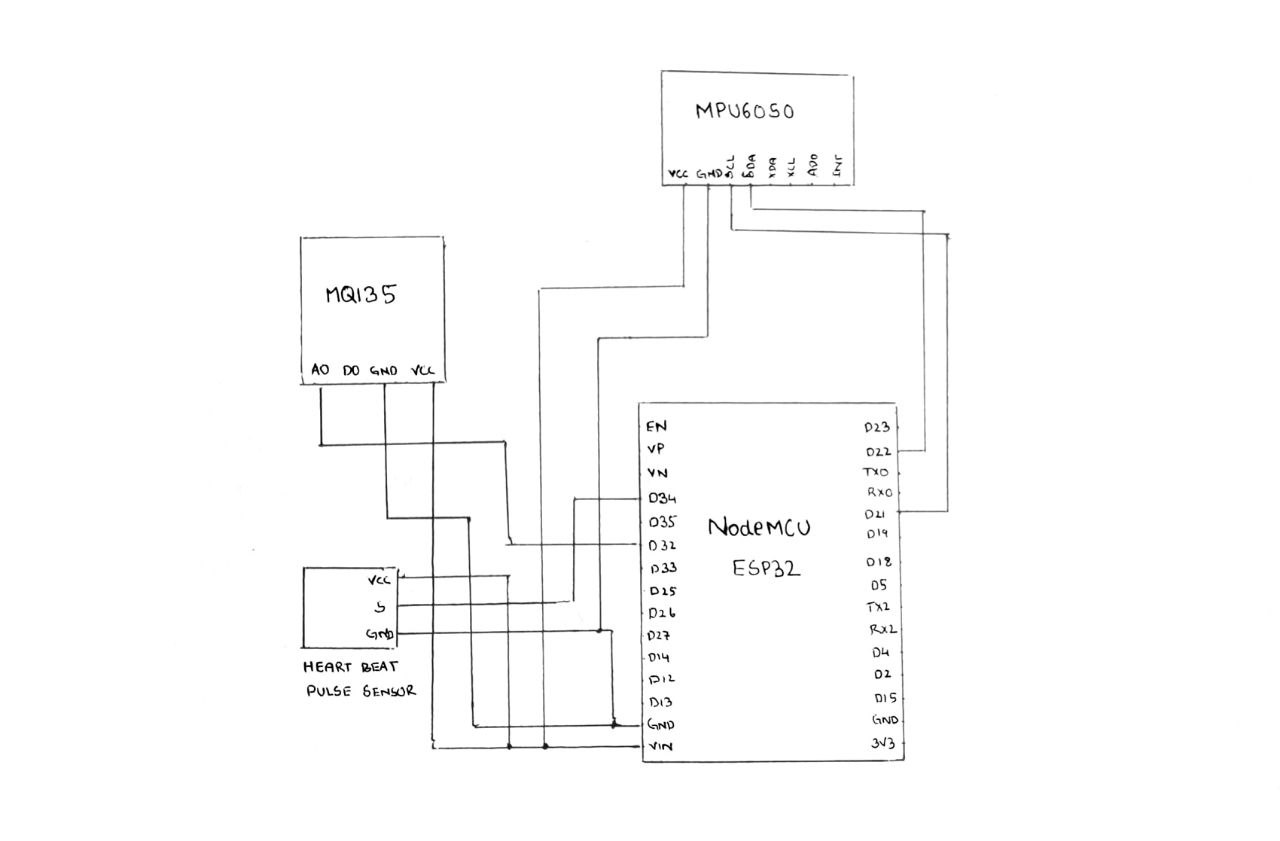 MPU6050
VCC GND SCL SDA XDA XCL ADO INT
MQ135
AO DO GND VCC
EN
VP
VN
D34
D35
D32
D33
D25
D26
D27
D14
D12
D13
GND
VIN
NodeMCU
ESP32
D23
D22
TX0
RX0
D21
D19
D18
D5
TX2
RX2
D4
D2
D15
GND
3V3
VCC
S
GND
HEART BEAT
PULSE SENSOR